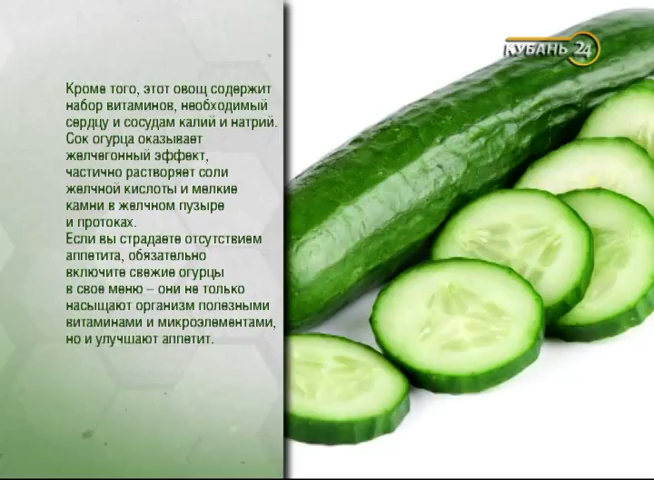 КУБАНЬ 24
Кроме того, этот овощ содержит
набор витаминов, необходимый
сердцу и сосудам калий и натрий.
Сок огурца оказывает
желчегонный эффект,
частично растворяет соли
желчной кислоты и мелкие
камни в желчном пузыре
и протоках.
Если вы страдаете отсутствием
аппетита, обязательно
включите свежие огурцы
в свое меню – они не только
насыщают организм полезными
витаминами и микроэлементами,
но и улучшают аппетит.